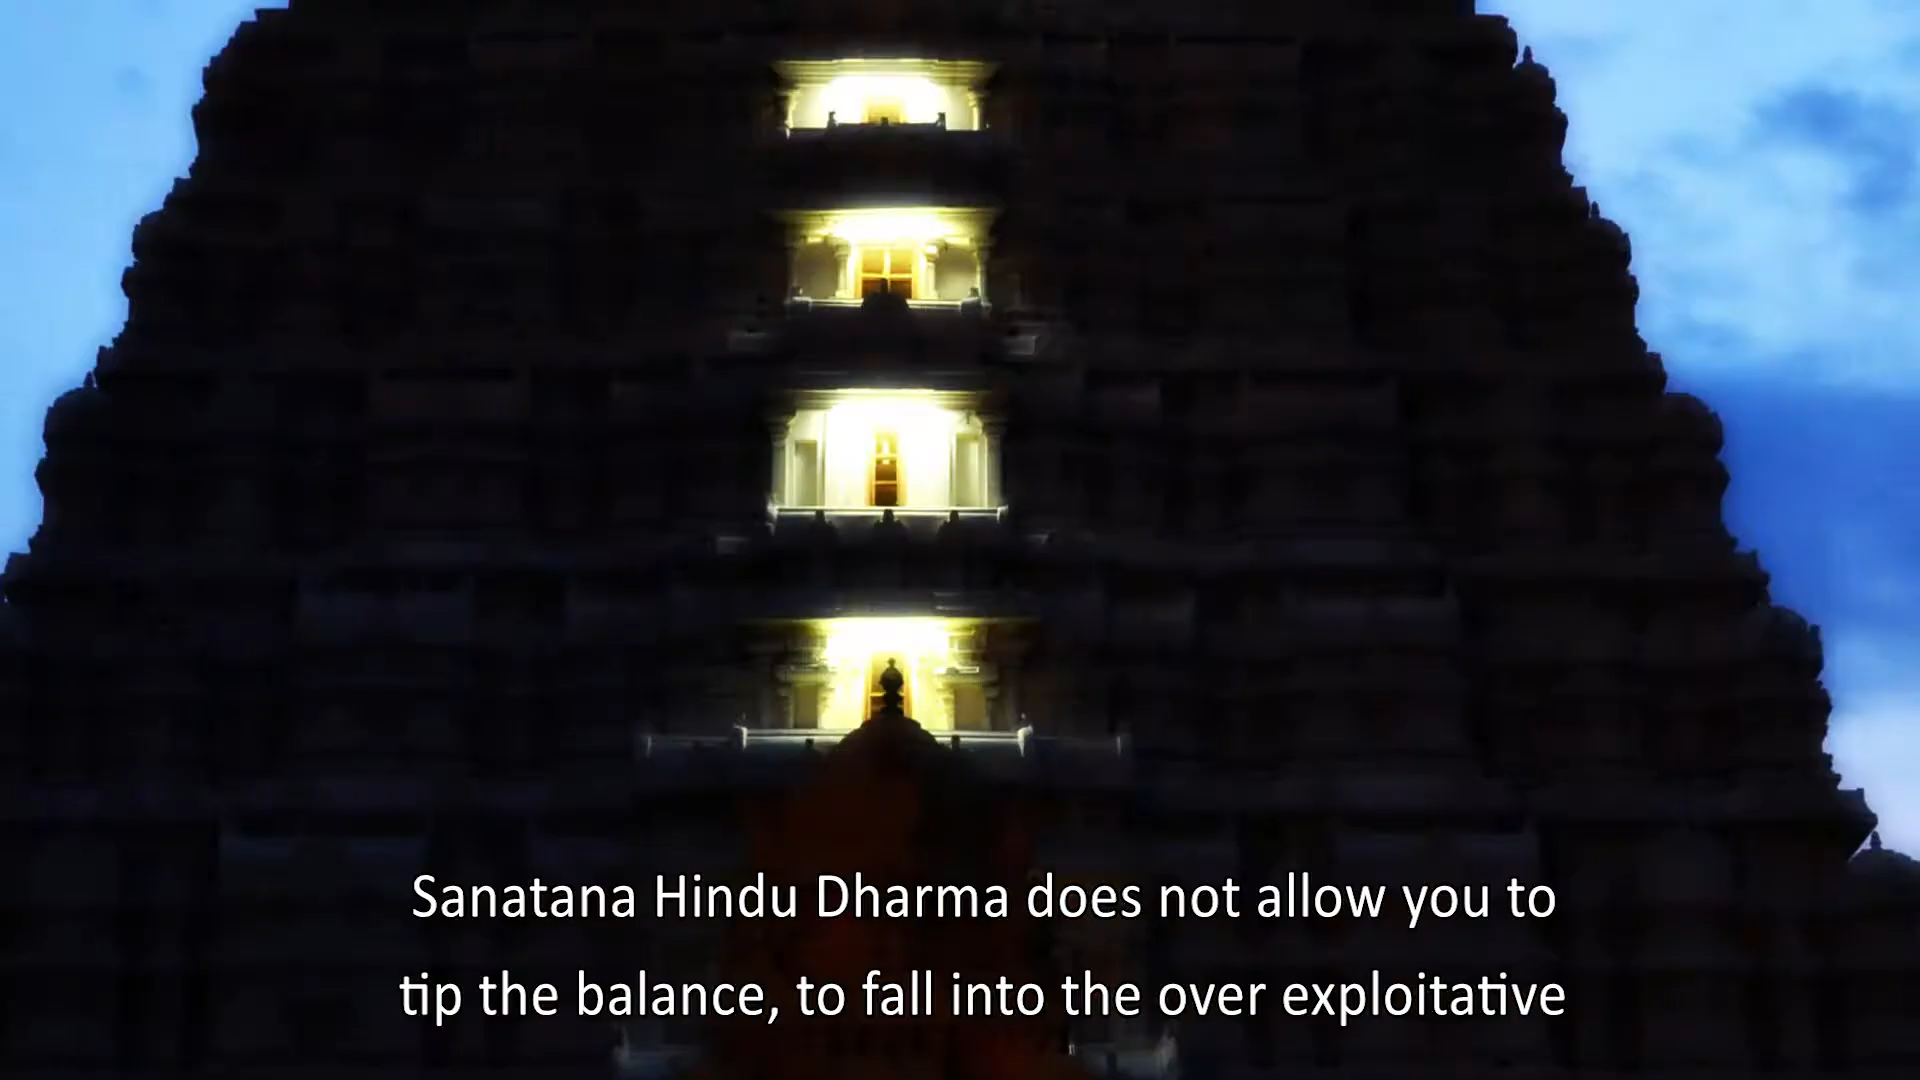 Sanatana Hindu Dharma does not allow you to
tip the balance, to fall into the over exploitative